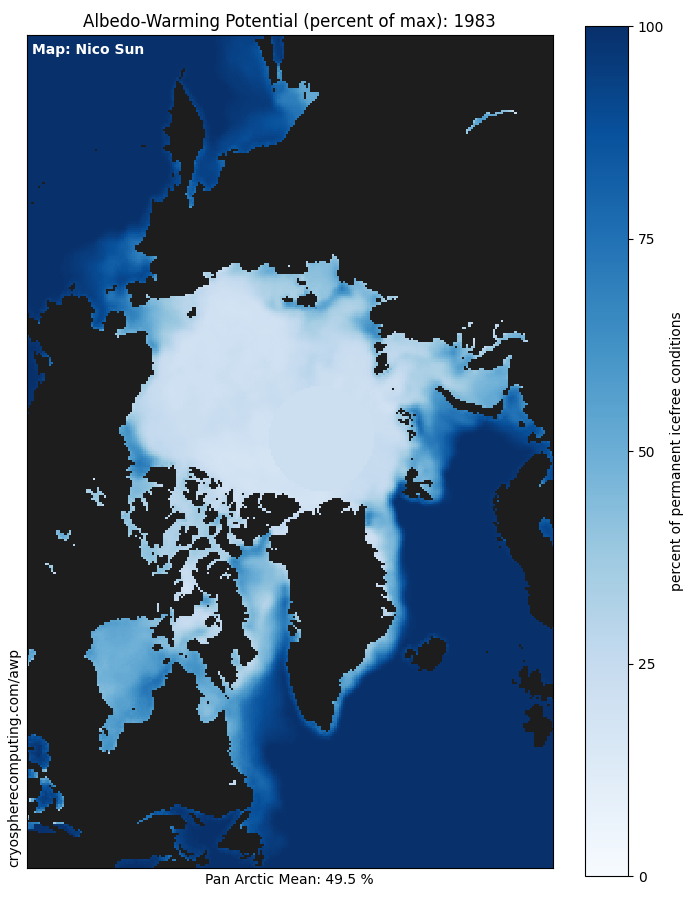 Albedo-Warming Potential (percent of max): 1983
Map: Nico Sun
100
75
50
25
0
percent of permanent icefree conditions
cryospherecomputing.com/awp
Pan Arctic Mean: 49.5 %